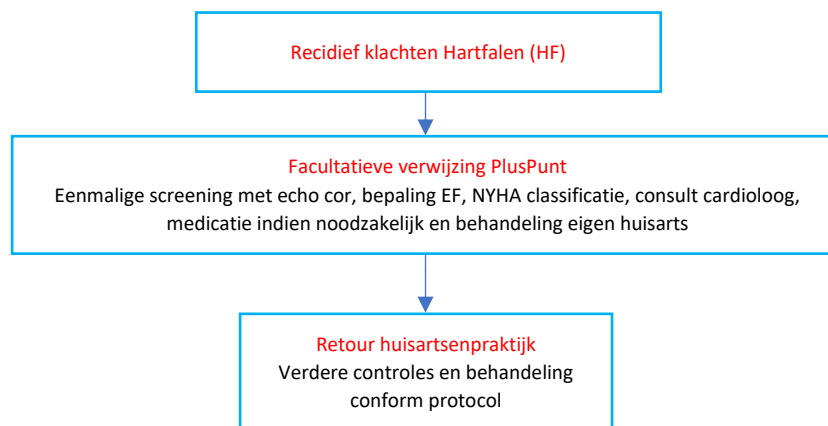 Recidief klachten Hartfalen (HF)
Facultatieve verwijzing PlusPunt
Eenmalige screening met echo cor, bepaling EF, NYHA classificatie, consult cardioloog,
medicatie indien noodzakelijk en behandeling eigen huisarts
Retour huisartsenpraktijk
Verdere controles en behandeling
conform protocol